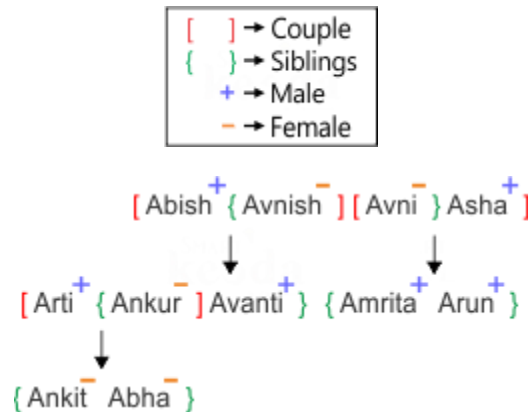 [ ] → Couple
{ } → Siblings
+ → Male
− → Female
[Abish+ {Avnish−][Avni−}Asha+]
[Arti+ {Ankur−]Avanti+} {Amrita+ Arun+}
{Ankit− Abha−}